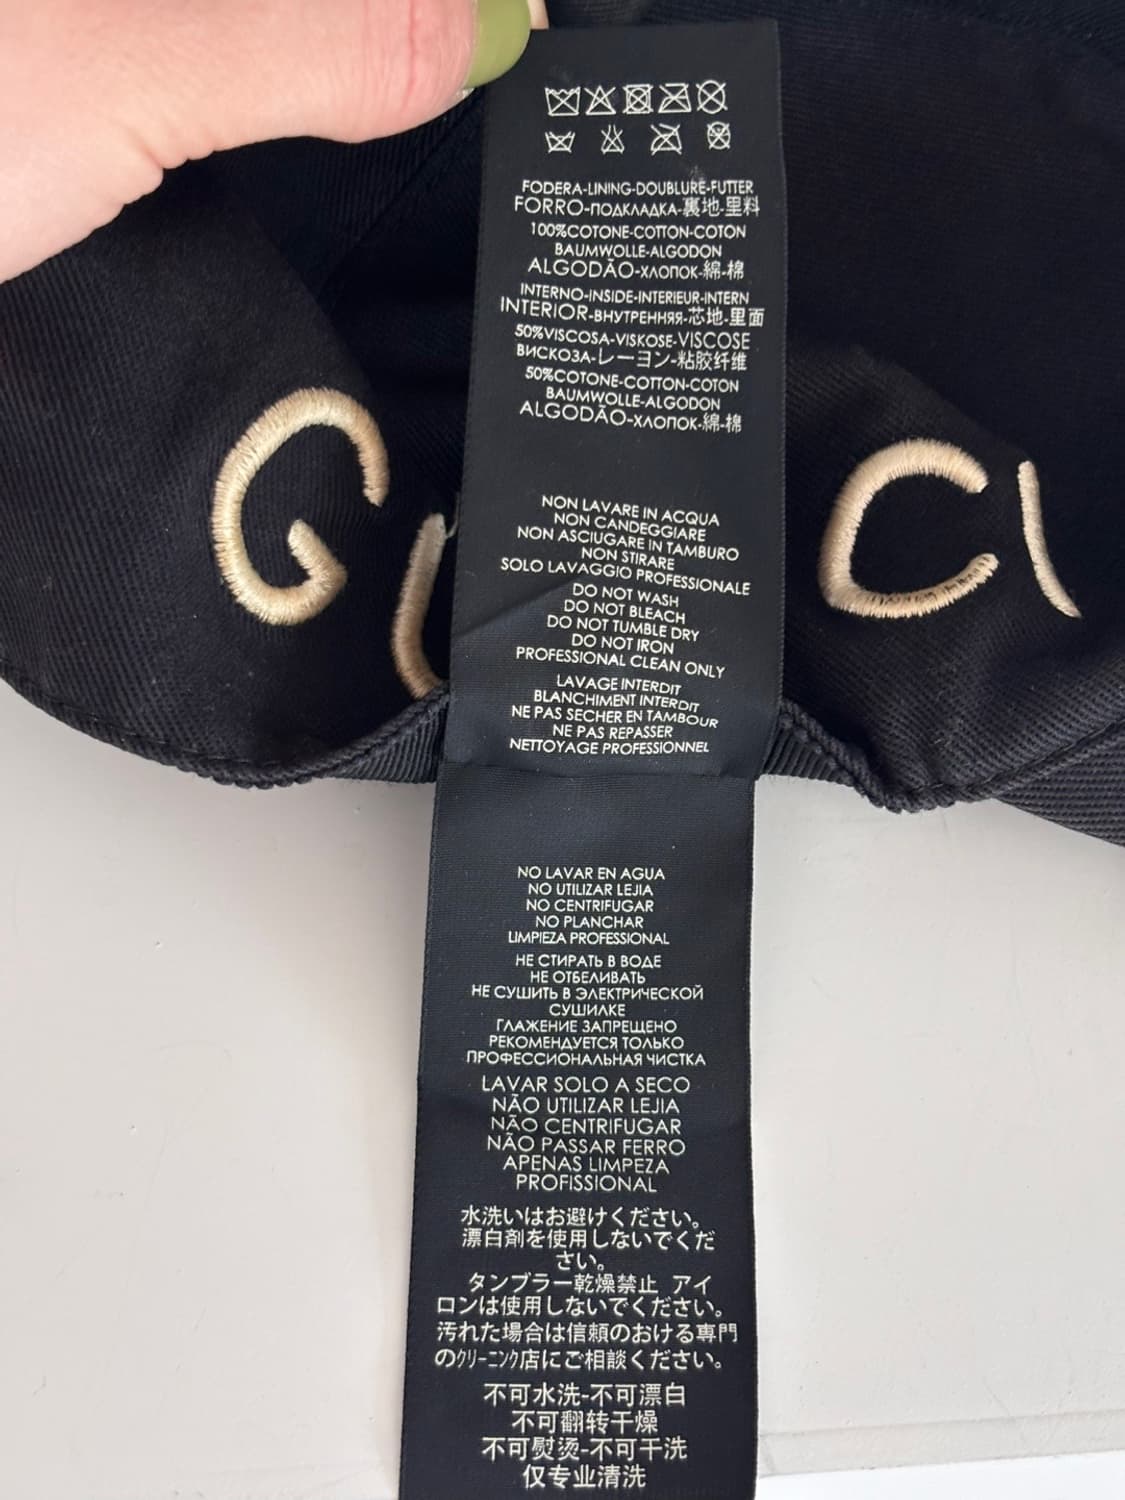 FODERA-LINING-DOUBLURE-FUTTER
FORRO-ПОДКЛАДКА-裏地-里料
100%COTONE-COTTON-COTON
BAUMWOLLE-ALGODON
ALGODÃO-ХЛОПОК-綿-棉
INTERNO-INSIDE-INTERIEUR-INTERN
INTERIOR-ВНУТРЕННЯЯ-芯地-里面
50%VISCOSA-VISKOSE-VISCOSE
ВИСКОЗА-レーヨン-粘胶纤维
50%COTONE-COTTON-COTON
BAUMWOLLE-ALGODON
ALGODÃO-ХЛОПОК-綿-棉
NON LAVARE IN ACQUA
NON CANDEGGIARE
NON ASCIUGARE IN TAMBURO
NON STIRARE
SOLO LAVAGGIO PROFESSIONALE
DO NOT WASH
DO NOT BLEACH
DO NOT TUMBLE DRY
DO NOT IRON
PROFESSIONAL CLEAN ONLY
LAVAGE INTERDIT
BLANCHIMENT INTERDIT
NE PAS SECHER EN TAMBOUR
NE PAS REPASSER
NETTOYAGE PROFESSIONNEL
GU CI
NO LAVAR EN AGUA
NO UTILIZAR LEJIA
NO CENTRIFUGAR
NO PLANCHAR
LIMPIEZA PROFESSIONAL
НЕ СТИРАТЬ В ВОДЕ
НЕ ОТБЕЛИВАТЬ
НЕ СУШИТЬ В ЭЛЕКТРИЧЕСКОЙ
СУШИЛКЕ
ГЛАЖЕНИЕ ЗАПРЕЩЕНО
РЕКОМЕНДУЕТСЯ ТОЛЬКО
ПРОФЕССИОНАЛЬНАЯ ЧИСТКА
LAVAR SOLO A SECO
NÃO UTILIZAR LEJIA
NÃO CENTRIFUGAR
NÃO PASSAR FERRO
APENAS LIMPEZA
PROFISSIONAL
水洗いはお避けください。
漂白剤を使用しないでくだ
さい。
タンブラー乾燥禁止 アイ
ロンは使用しないでください。
汚れた場合は信頼のおける専門
のｸﾘｰﾆﾝｸﾞ店にご相談ください。
不可水洗-不可漂白
不可翻转干燥
不可熨烫-不可干洗
仅专业清洗